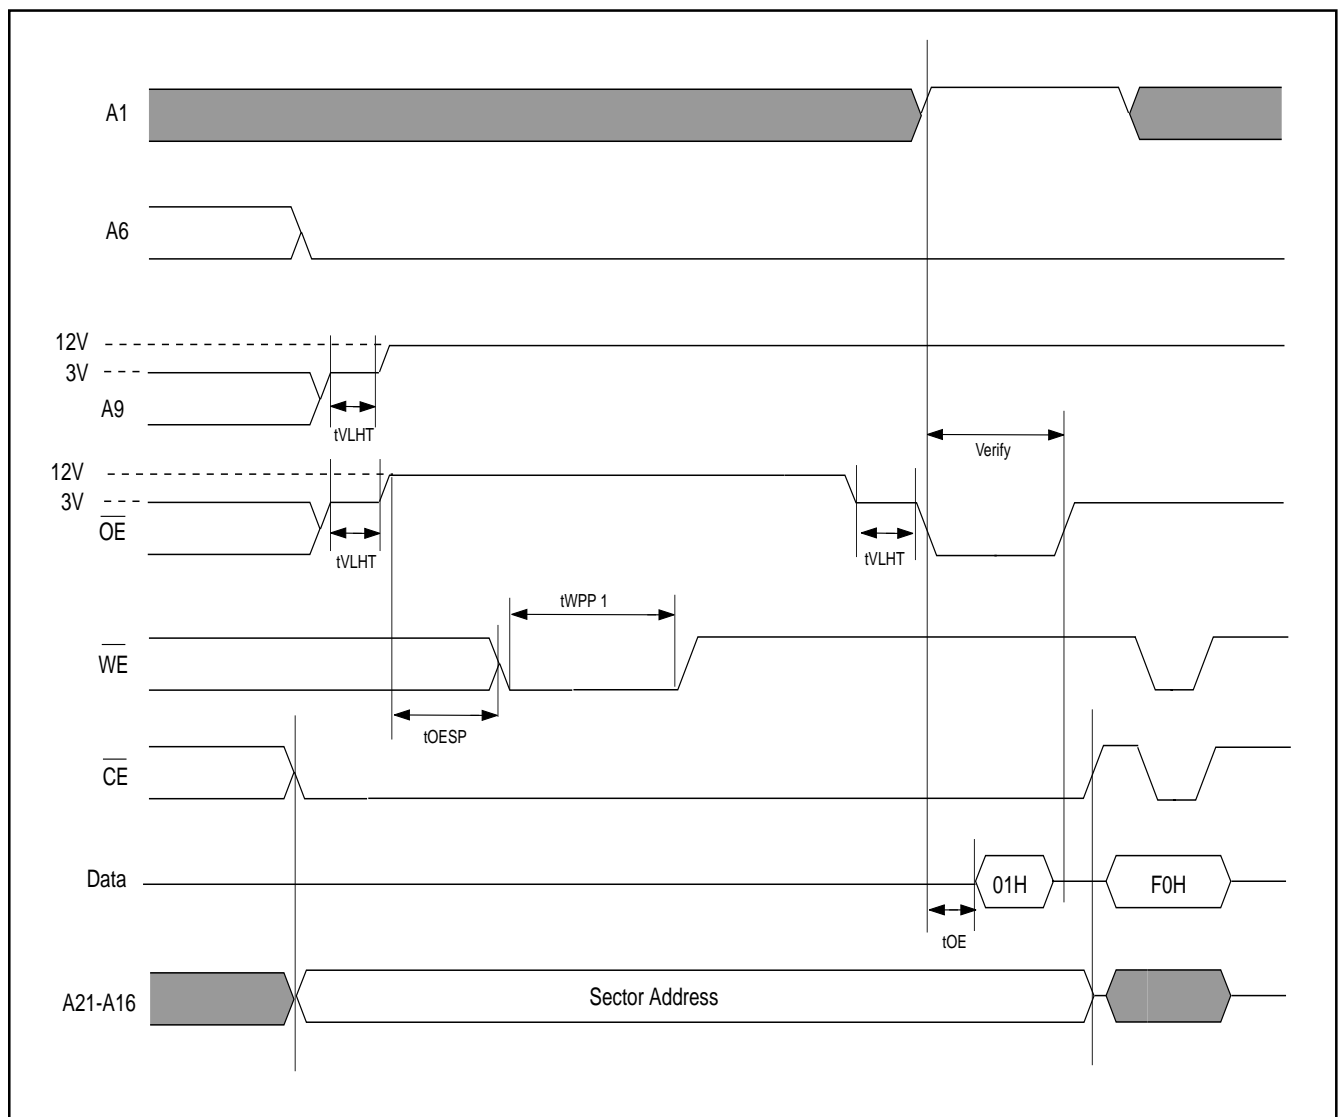 A1
A6
12V
3V
A9
tVLHT
Verify
12V
3V
OE
tVLHT
tVLHT
tWPP 1
WE
tOESP
CE
Data
01H
F0H
tOE
A21-A16
Sector Address